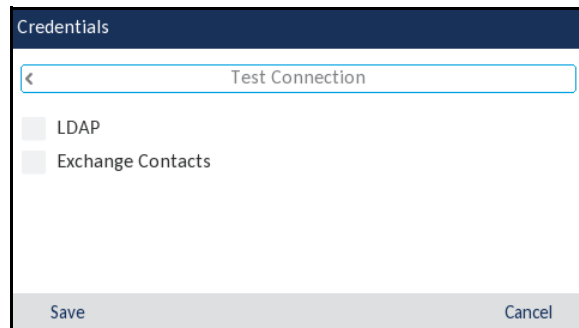 Credentials
Test Connection
LDAP
Exchange Contacts
Save
Cancel